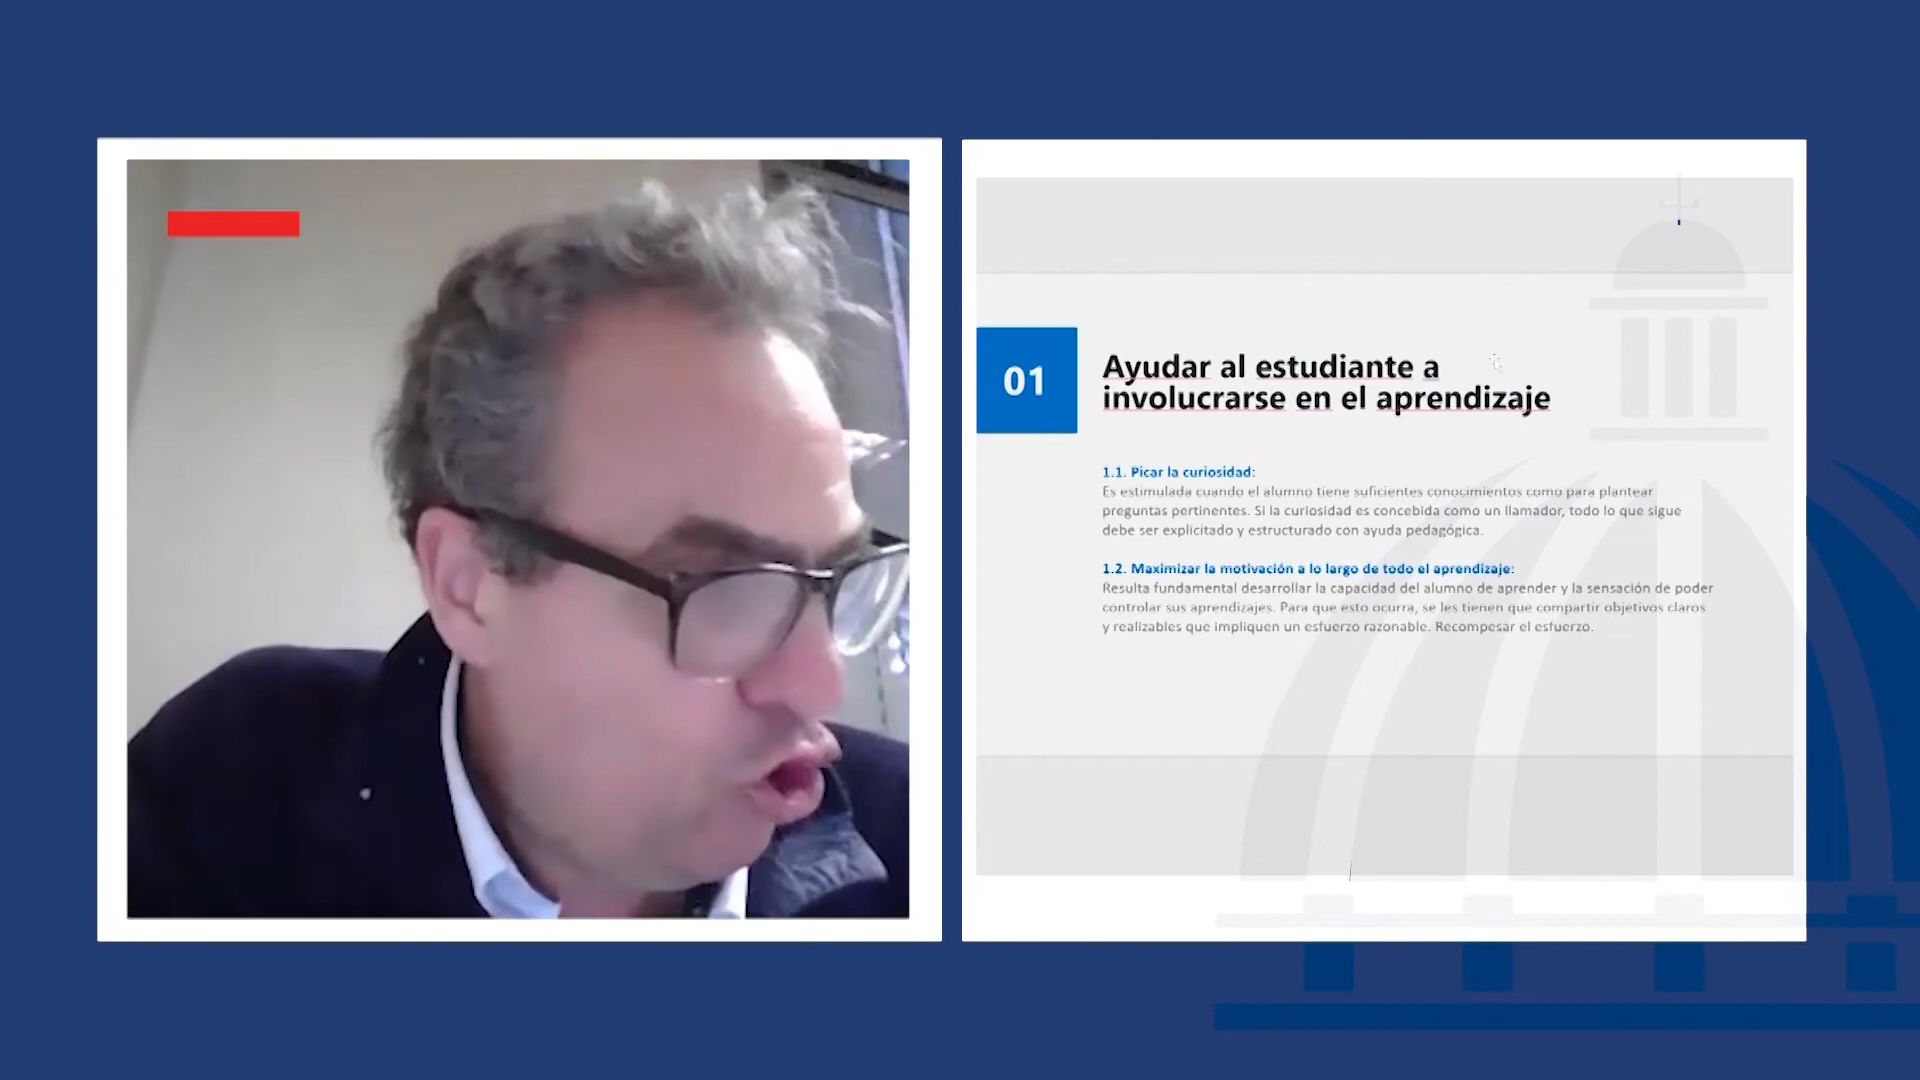 01
Ayudar al estudiante a
involucrarse en el aprendizaje
1.1. Picar la curiosidad:
Es estimulada cuando el alumno tiene suficientes conocimientos como para plantear
preguntas pertinentes. Si la curiosidad es concebida como un llamador, todo lo que sigue
debe ser explicitado y estructurado con ayuda pedagógica.
1.2. Maximizar la motivación a lo largo de todo el aprendizaje:
Resulta fundamental desarrollar la capacidad del alumno de aprender y la sensación de poder
controlar sus aprendizajes. Para que esto ocurra, se les tienen que compartir objetivos claros
y realizables que impliquen un esfuerzo razonable. Recompesar el esfuerzo.